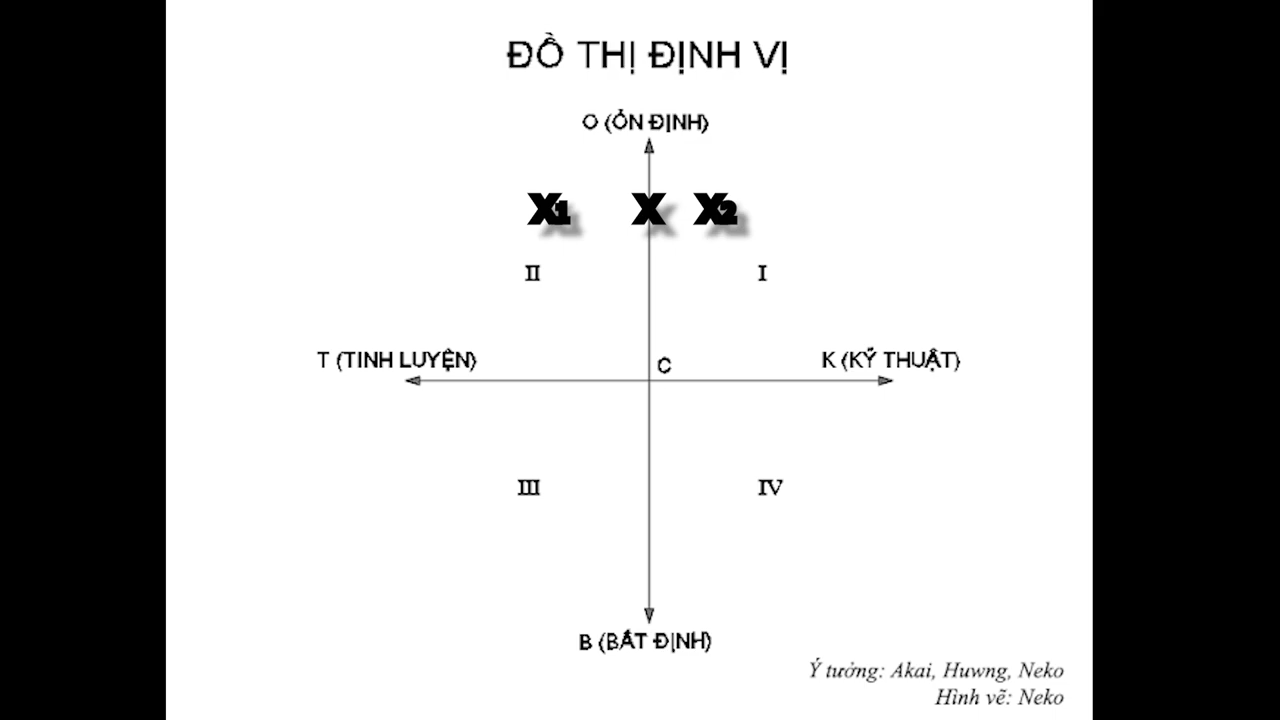 ĐỒ THỊ ĐỊNH VỊ
O (ỔN ĐỊNH)
X1 X X2
II I
T (TINH LUYỆN) C K (KỸ THUẬT)
III IV
B (BẤT ĐỊNH)
Ý tưởng: Akai, Huwng, Neko
Hình vẽ: Neko